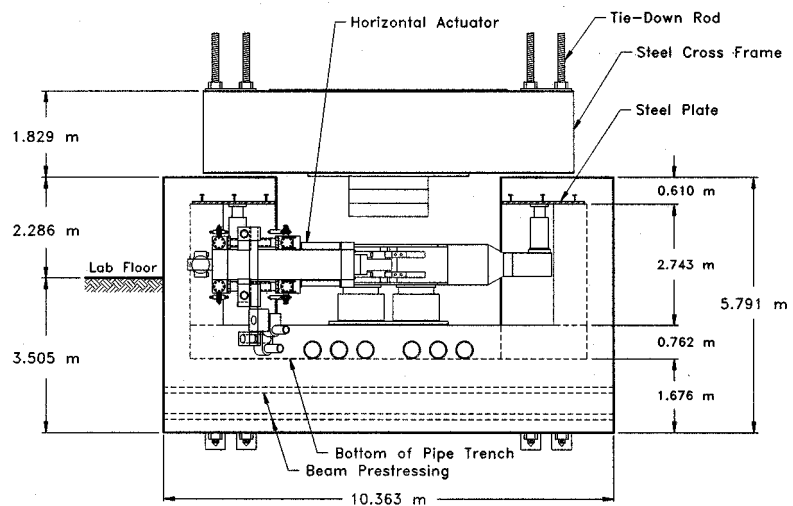 Horizontal Actuator
Tie-Down Rod
Steel Cross Frame
Steel Plate
1.829 m
2.286 m
Lab Floor
3.505 m
0.610 m
2.743 m
5.791 m
0.762 m
1.676 m
Bottom of Pipe Trench
Beam Prestressing
10.363 m